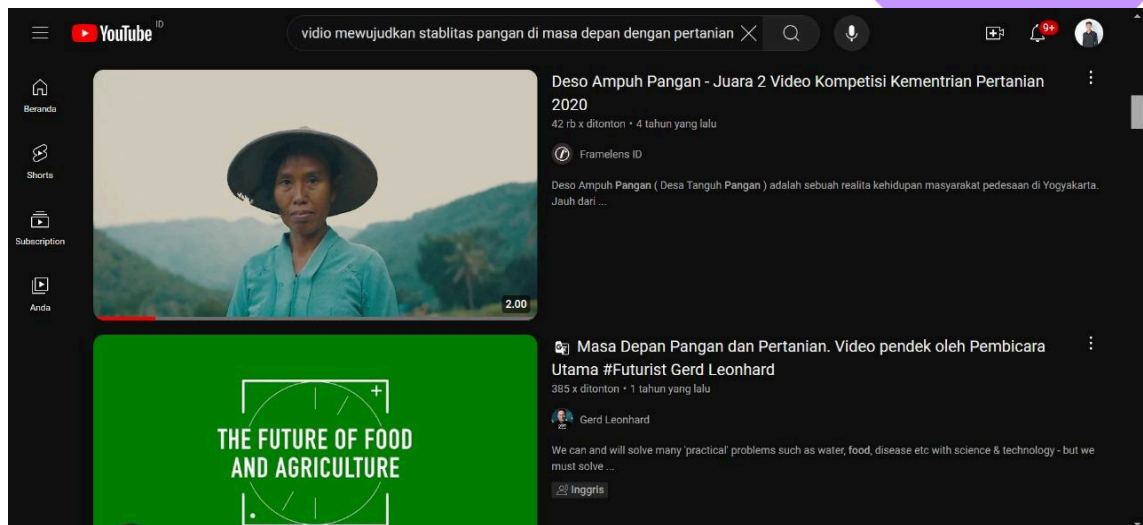 YouTube ID
vidio mewujudkan stablitas pangan di masa depan dengan pertanian
9+
Beranda
Shorts
Subscription
Anda
2.00
Deso Ampuh Pangan - Juara 2 Video Kompetisi Kementrian Pertanian
2020
42 rb x ditonton • 4 tahun yang lalu
Framelens ID
Deso Ampuh Pangan ( Desa Tangguh Pangan ) adalah sebuah realita kehidupan masyarakat pedesaan di Yogyakarta.
Jauh dari ...
THE FUTURE OF FOOD
AND AGRICULTURE
Masa Depan Pangan dan Pertanian. Video pendek oleh Pembicara
Utama #Futurist Gerd Leonhard
385 x ditonton • 1 tahun yang lalu
Gerd Leonhard
We can and will solve many 'practical' problems such as water, food, disease etc with science & technology - but we
must solve ...
Inggris